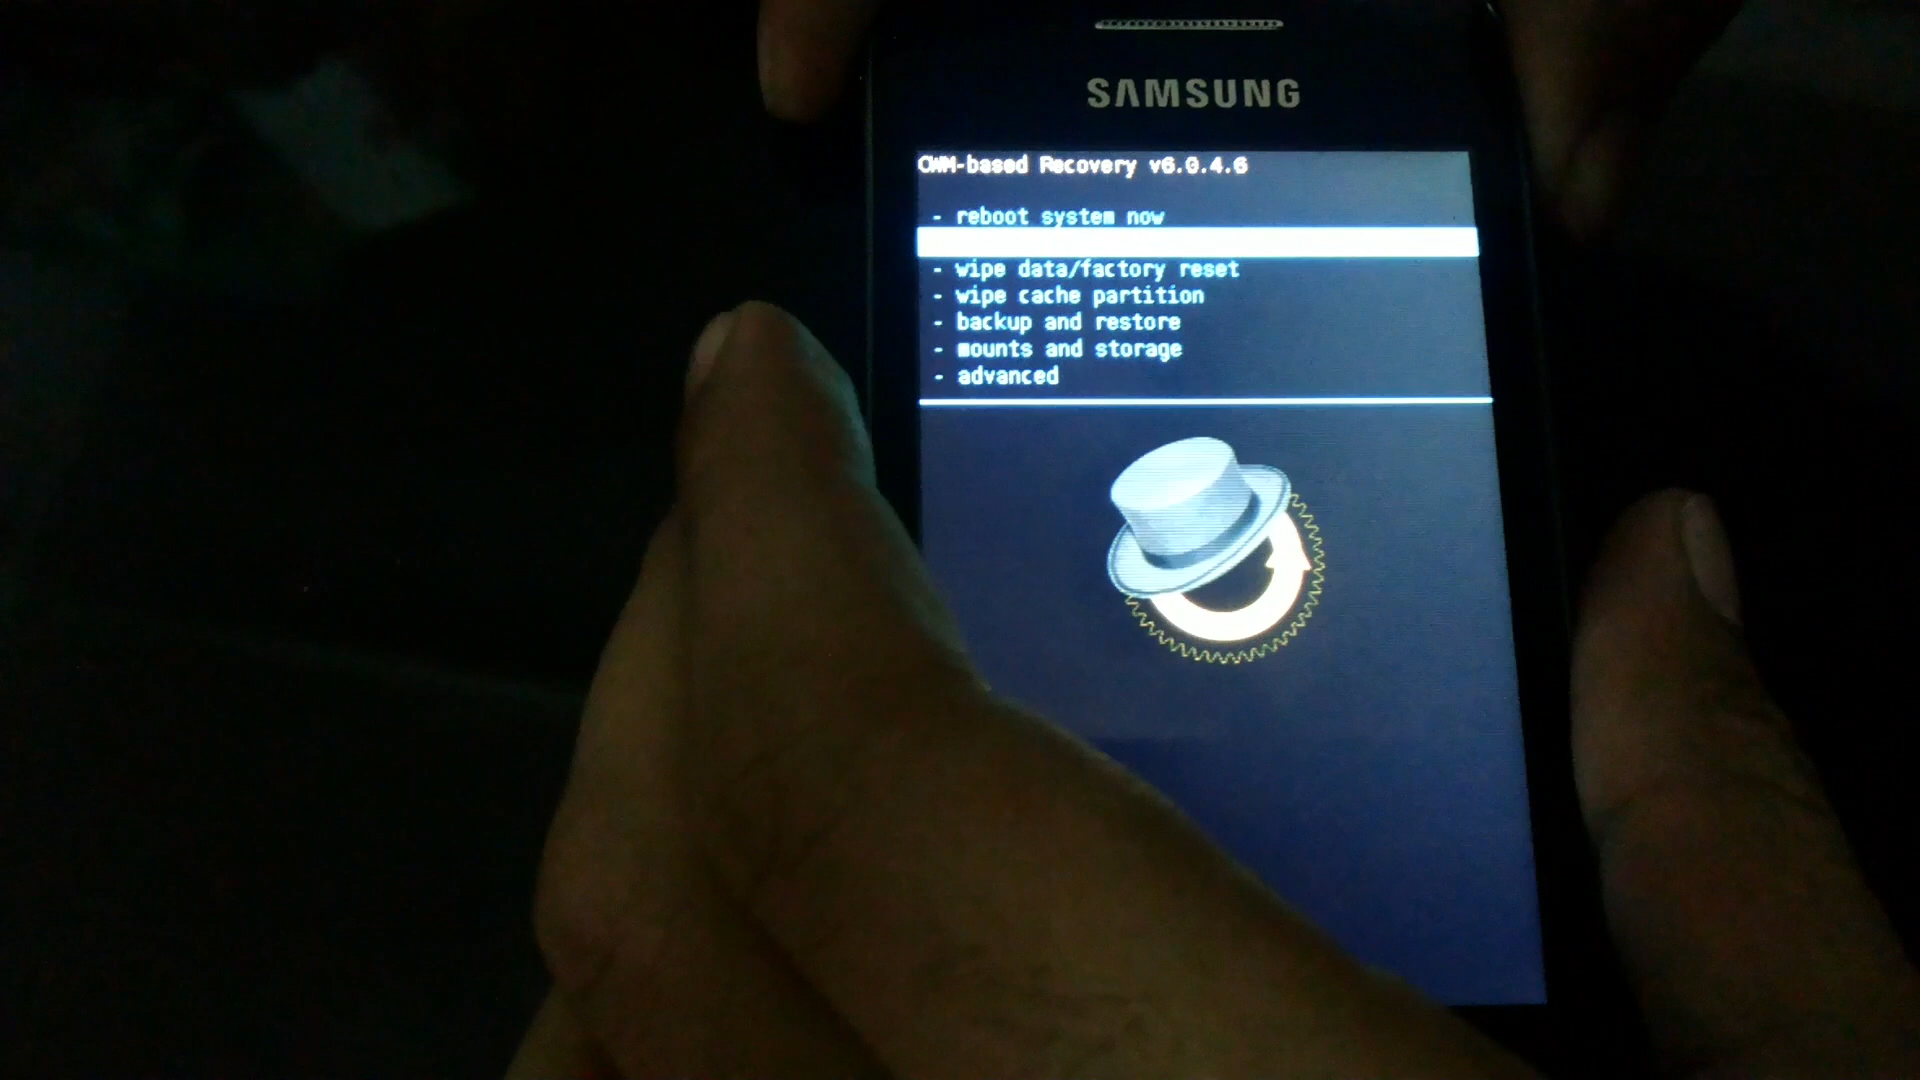 SAMSUNG
CWM-based Recovery v6.0.4.6
- reboot system now
- wipe data/factory reset
- wipe cache partition
- backup and restore
- mounts and storage
- advanced